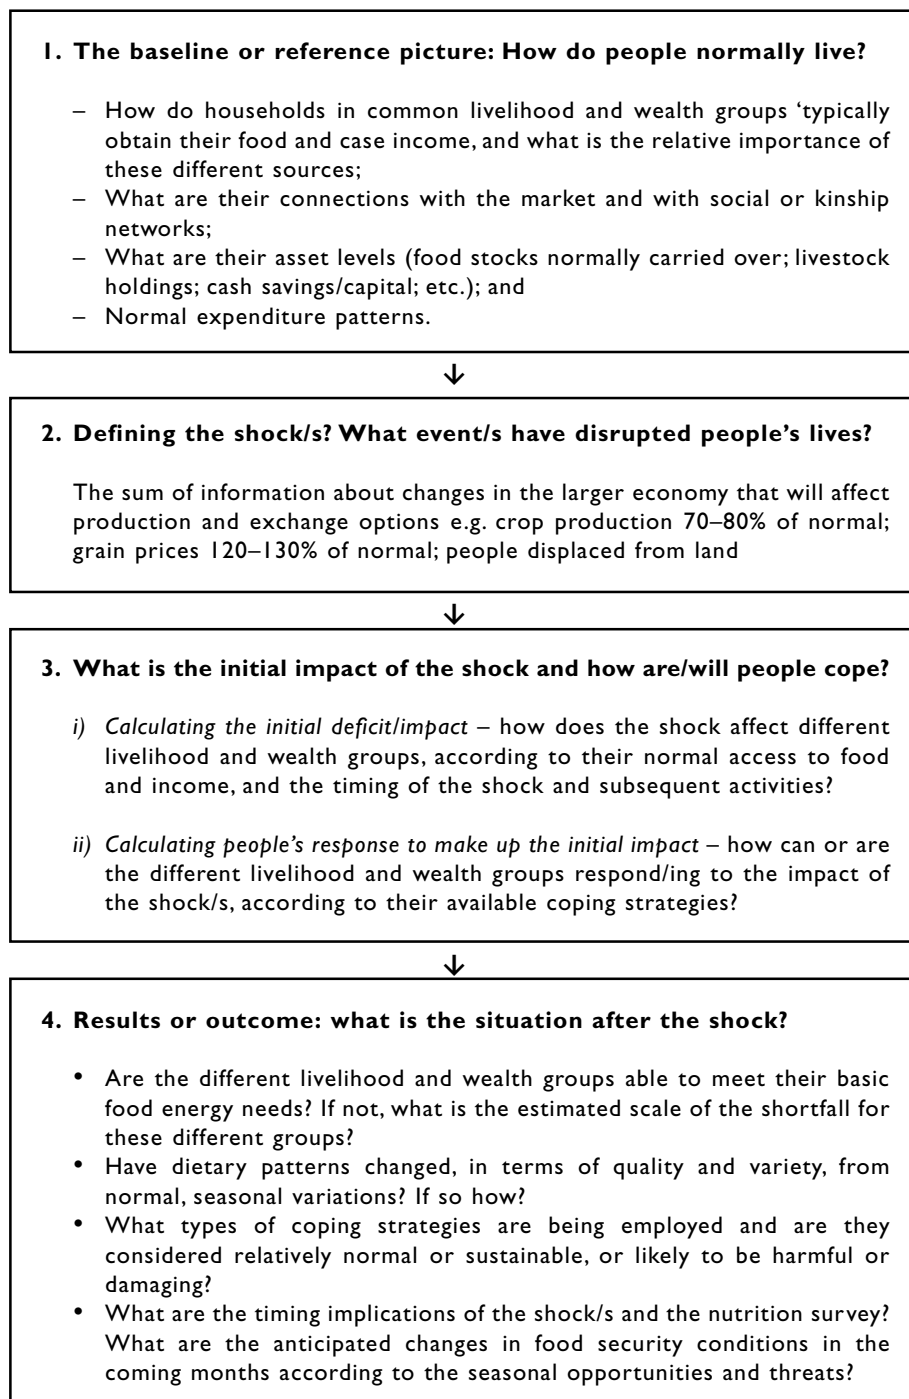 1. The baseline or reference picture: How do people normally live?
– How do households in common livelihood and wealth groups ‘typically
obtain their food and case income, and what is the relative importance of
these different sources;
– What are their connections with the market and with social or kinship
networks;
– What are their asset levels (food stocks normally carried over; livestock
holdings; cash savings/capital; etc.); and
– Normal expenditure patterns.
↓
2. Defining the shock/s? What event/s have disrupted people’s lives?
The sum of information about changes in the larger economy that will affect
production and exchange options e.g. crop production 70–80% of normal;
grain prices 120–130% of normal; people displaced from land
↓
3. What is the initial impact of the shock and how are/will people cope?
i) Calculating the initial deficit/impact – how does the shock affect different
livelihood and wealth groups, according to their normal access to food
and income, and the timing of the shock and subsequent activities?
ii) Calculating people’s response to make up the initial impact – how can or are
the different livelihood and wealth groups respond/ing to the impact of
the shock/s, according to their available coping strategies?
↓
4. Results or outcome: what is the situation after the shock?
• Are the different livelihood and wealth groups able to meet their basic
food energy needs? If not, what is the estimated scale of the shortfall for
these different groups?
• Have dietary patterns changed, in terms of quality and variety, from
normal, seasonal variations? If so how?
• What types of coping strategies are being employed and are they
considered relatively normal or sustainable, or likely to be harmful or
damaging?
• What are the timing implications of the shock/s and the nutrition survey?
What are the anticipated changes in food security conditions in the
coming months according to the seasonal opportunities and threats?